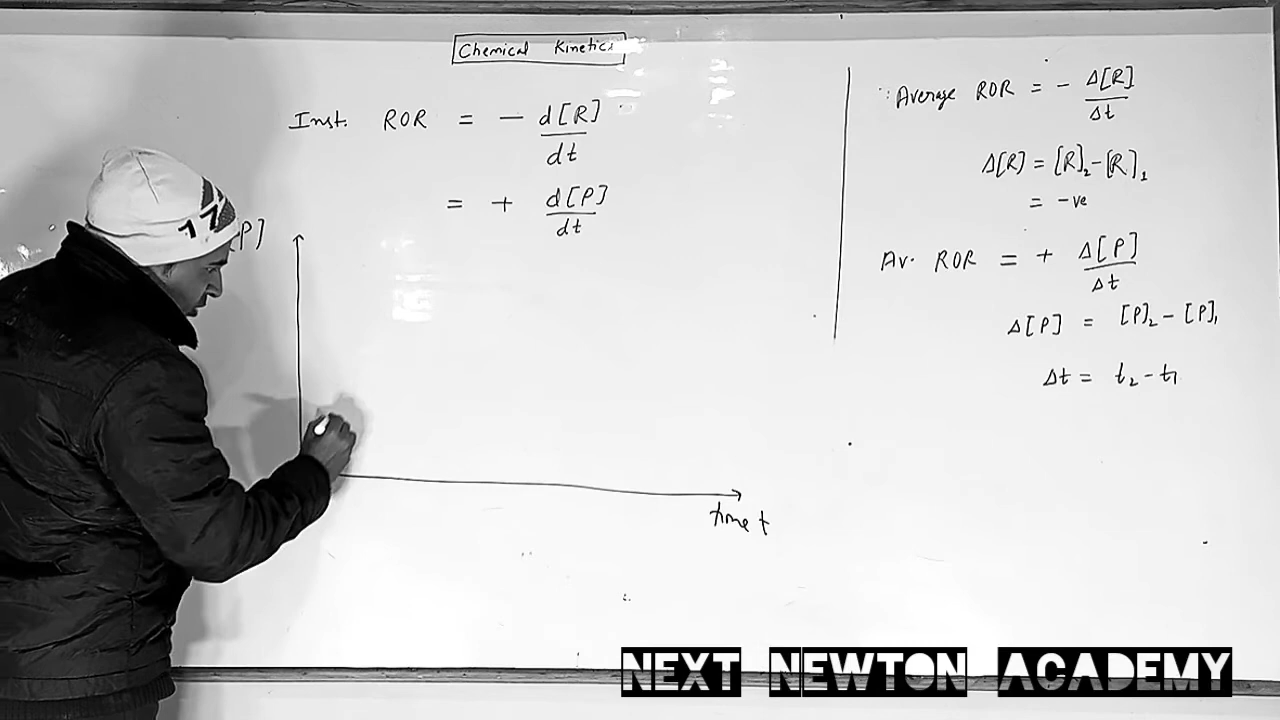 Chemical Kinetics
Inst. ROR = - d[R]/dt
= + d[P]/dt
17
[P]
time t
∵ Average ROR = - Δ[R]/Δt
Δ[R] = [R]₂-[R]₁
= -ve
Av. ROR = + Δ[P]/Δt
Δ[P] = [P]₂ - [P]₁
Δt = t₂ - t₁
NEXT NEWTON ACADEMY